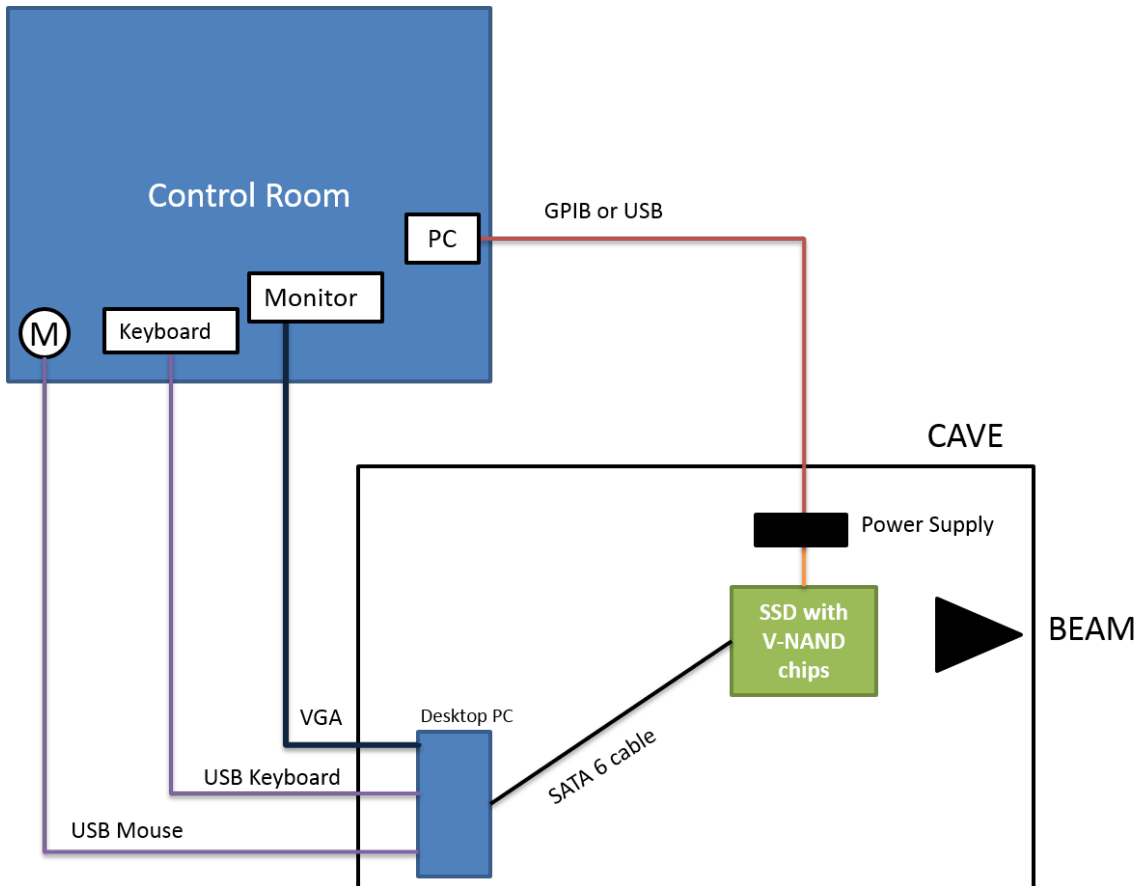 Control Room
PC
GPIB or USB
Monitor
M
Keyboard
CAVE
Power Supply
SSD with
V-NAND
chips
BEAM
Desktop PC
VGA
SATA 6 cable
USB Keyboard
USB Mouse